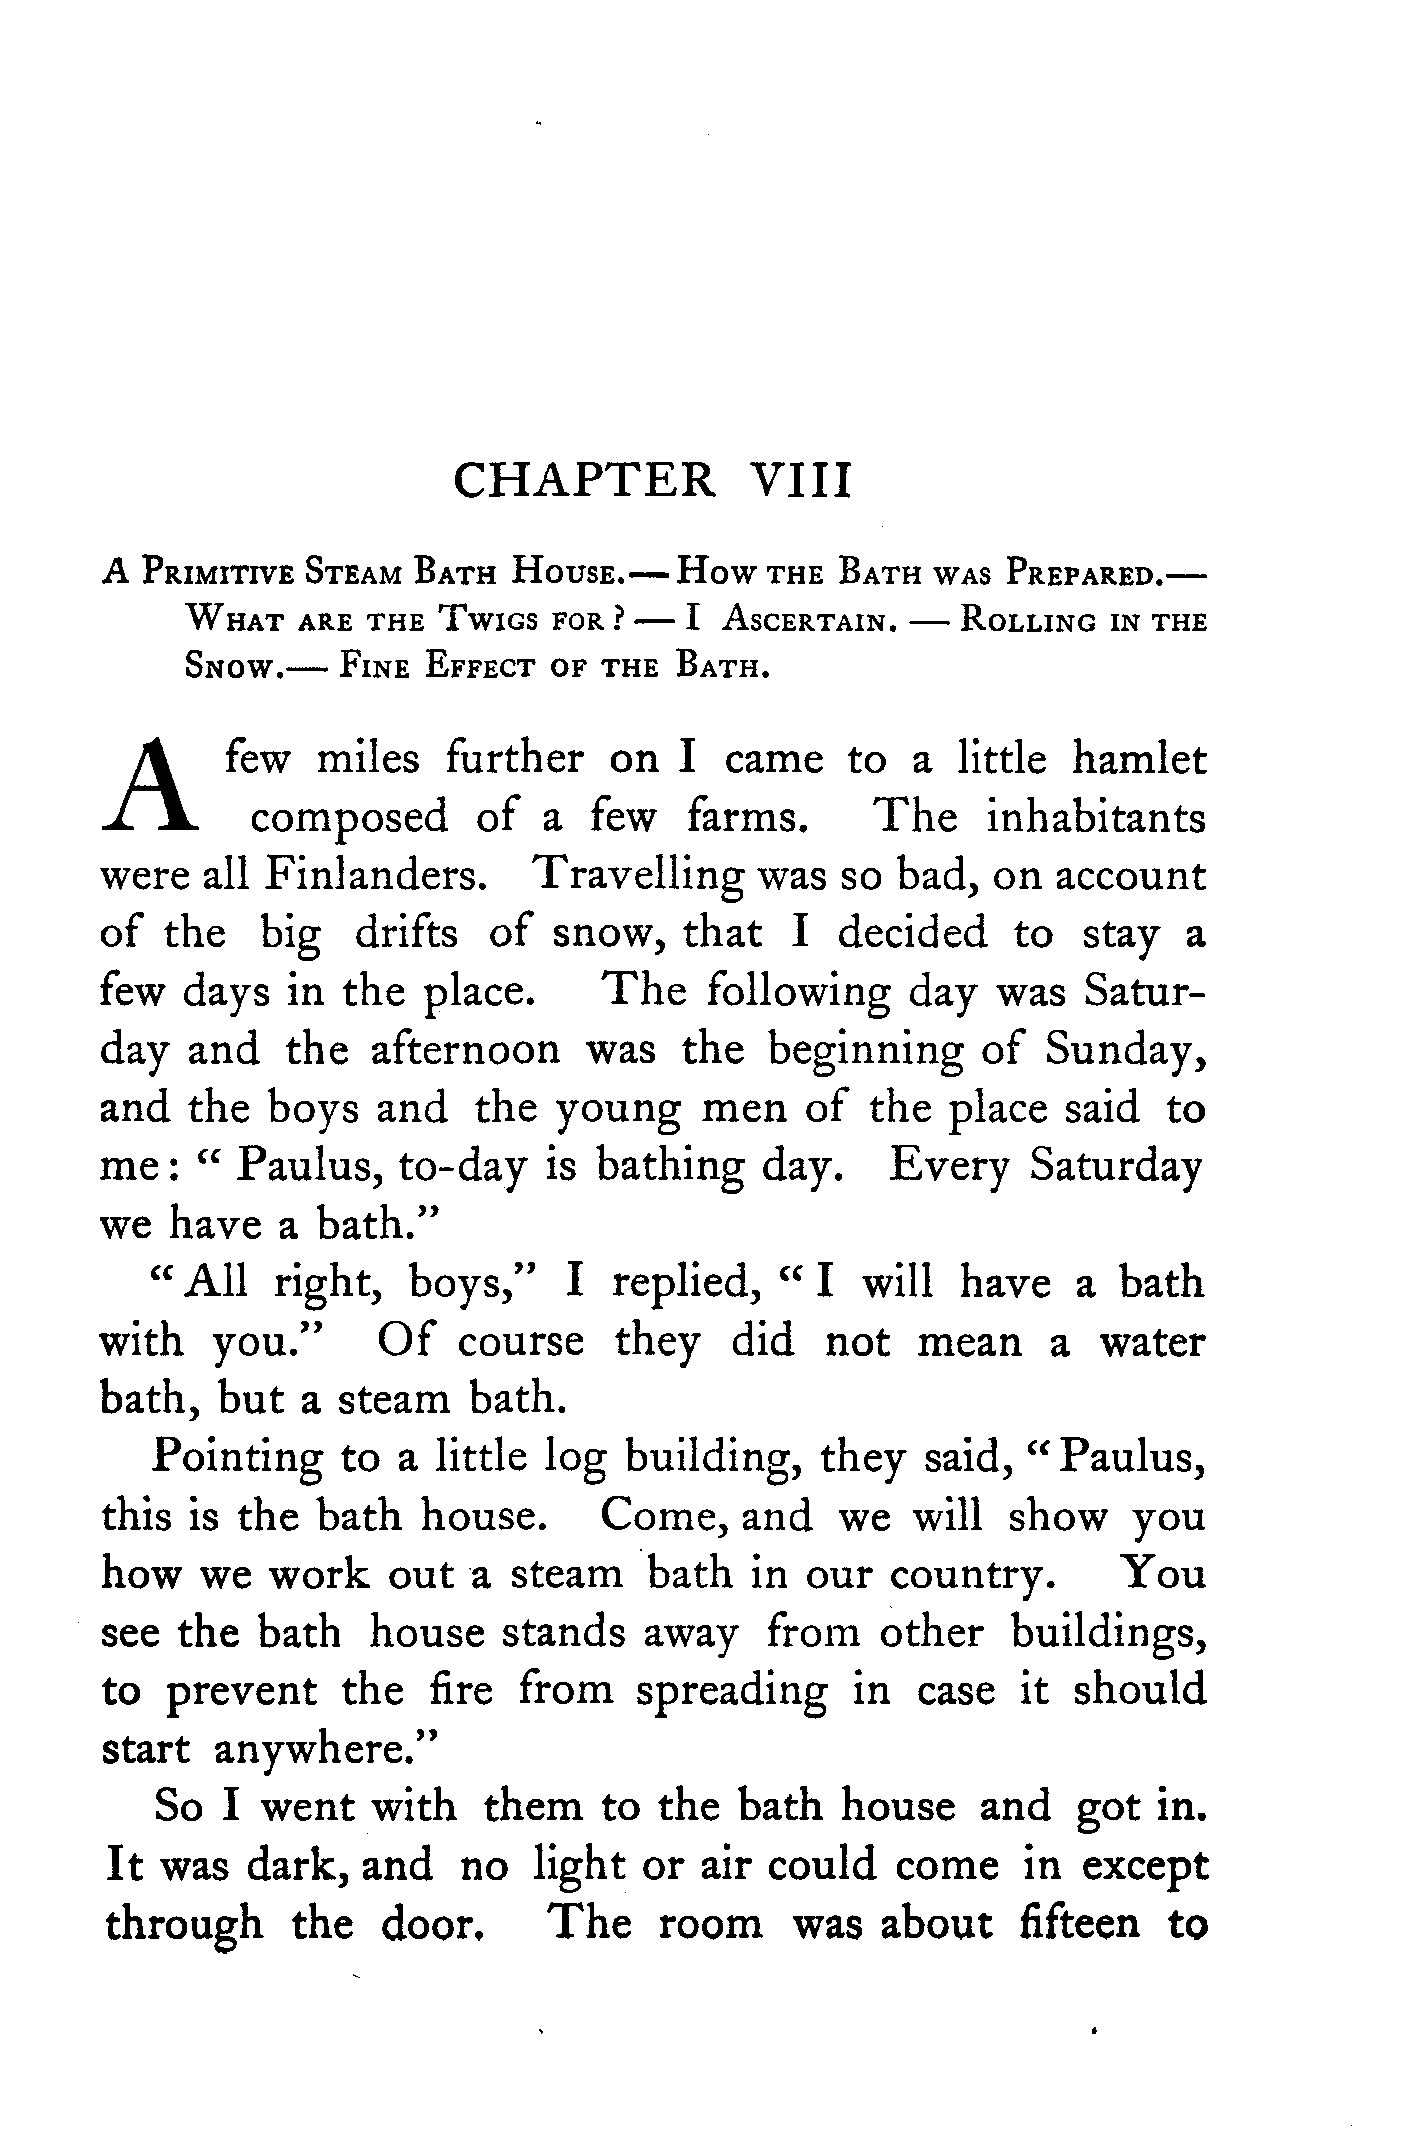 CHAPTER VIII
A Primitive Steam Bath House.—How the Bath was Prepared.—
What are the Twigs for?—I Ascertain.—Rolling in the
Snow.—Fine Effect of the Bath.
A few miles further on I came to a little hamlet
composed of a few farms. The inhabitants
were all Finlanders. Travelling was so bad, on account
of the big drifts of snow, that I decided to stay a
few days in the place. The following day was Satur-
day and the afternoon was the beginning of Sunday,
and the boys and the young men of the place said to
me: “Paulus, to-day is bathing day. Every Saturday
we have a bath.”
“All right, boys,” I replied, “I will have a bath
with you.” Of course they did not mean a water
bath, but a steam bath.
Pointing to a little log building, they said, “Paulus,
this is the bath house. Come, and we will show you
how we work out a steam bath in our country. You
see the bath house stands away from other buildings,
to prevent the fire from spreading in case it should
start anywhere.”
So I went with them to the bath house and got in.
It was dark, and no light or air could come in except
through the door. The room was about fifteen to